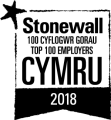 Stonewall
100 CYFLOGWR GORAU
TOP 100 EMPLOYERS
CYMRU
2018